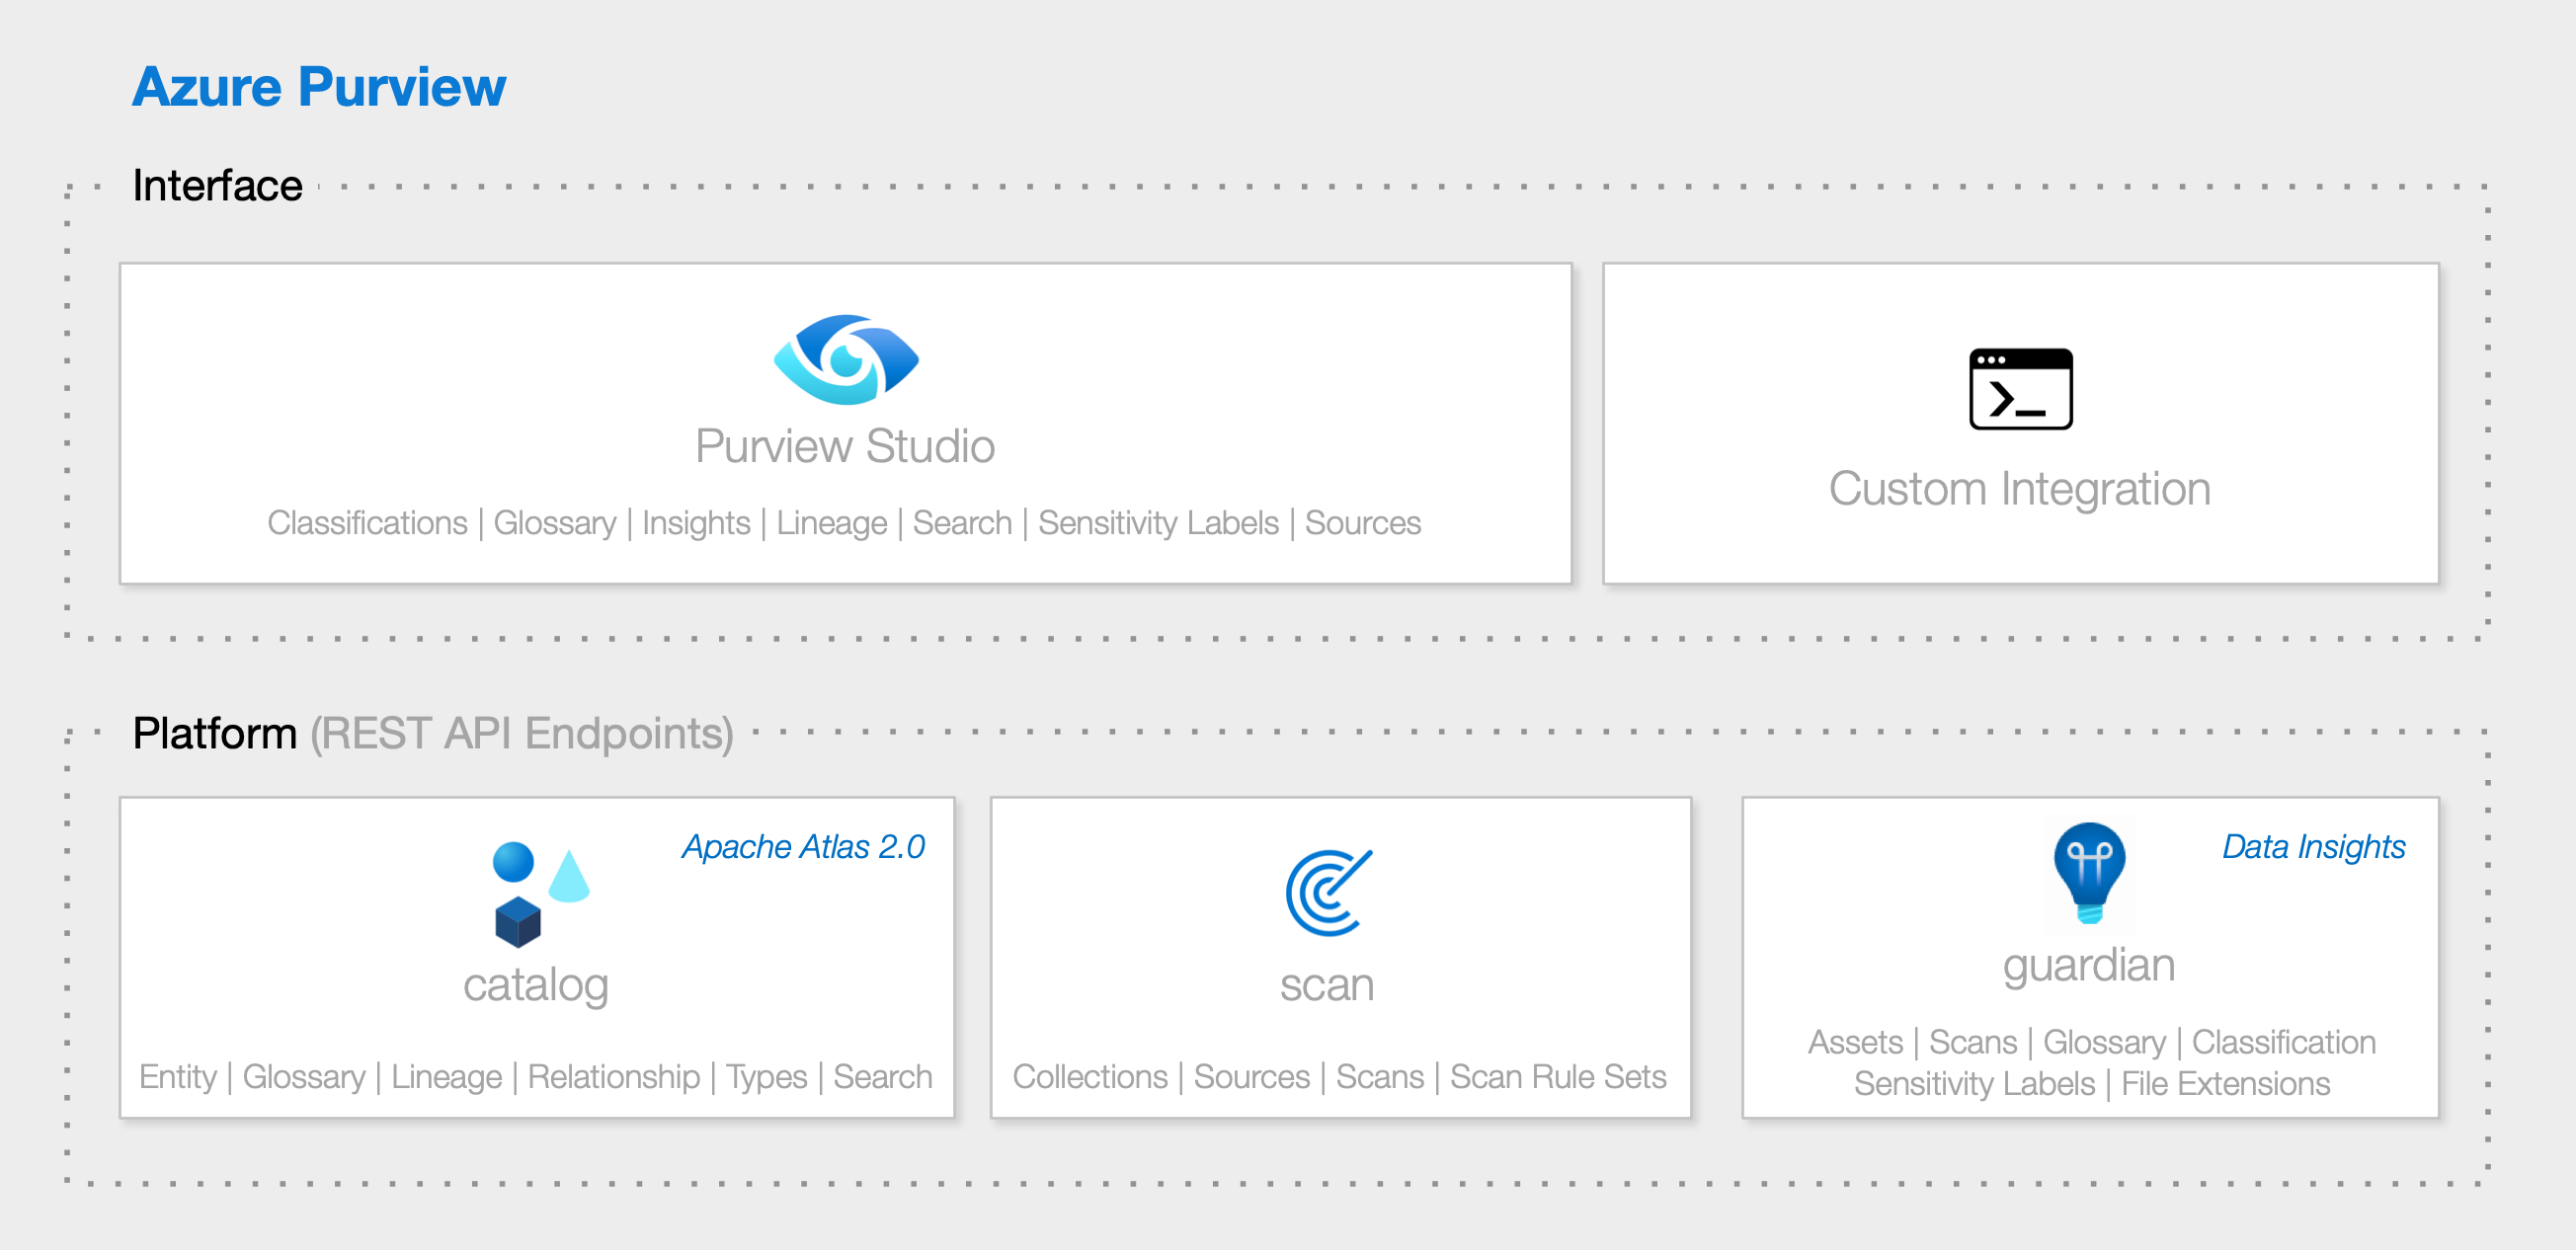 Azure Purview
Interface
Purview Studio
Classifications | Glossary | Insights | Lineage | Search | Sensitivity Labels | Sources
Custom Integration
Platform (REST API Endpoints)
Apache Atlas 2.0
catalog
Entity | Glossary | Lineage | Relationship | Types | Search
scan
Collections | Sources | Scans | Scan Rule Sets
Data Insights
guardian
Assets | Scans | Glossary | Classification
Sensitivity Labels | File Extensions